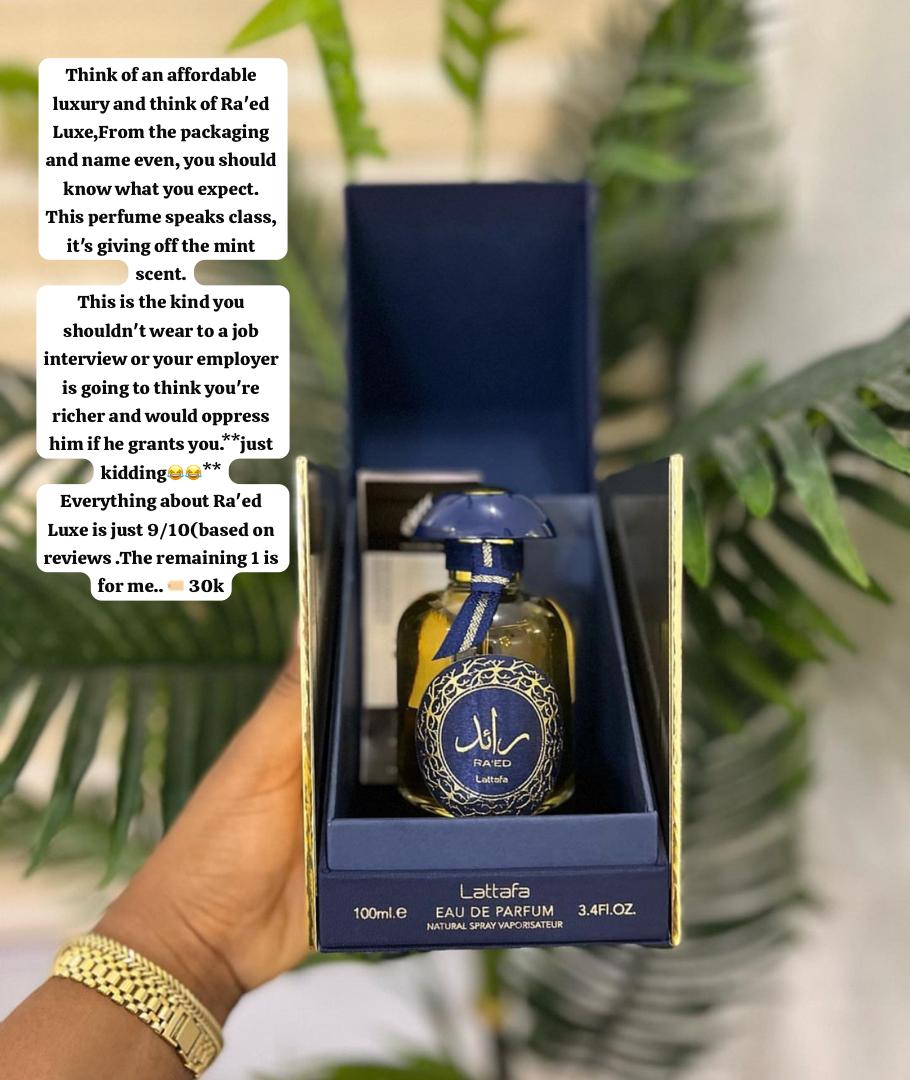 Think of an affordable
luxury and think of Ra'ed
Luxe,From the packaging
and name even, you should
know what you expect.
This perfume speaks class,
it's giving off the mint
scent.
This is the kind you
shouldn't wear to a job
interview or your employer
is going to think you're
richer and would oppress
him if he grants you.**just
kidding😂😂**
Everything about Ra'ed
Luxe is just 9/10(based on
reviews .The remaining 1 is
for me.. 🏷️ 30k
رائد
RA'ED
Lattafa
Lattafa
100ml.e EAU DE PARFUM 3.4Fl.OZ.
NATURAL SPRAY VAPORISATEUR